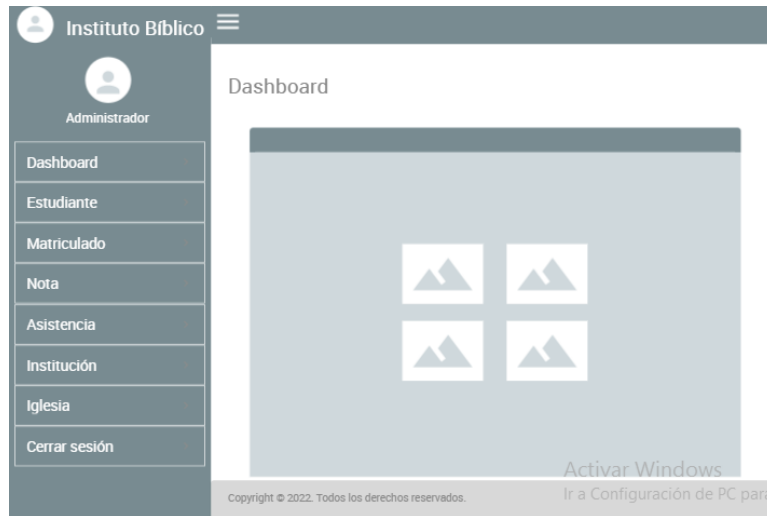 Instituto Bíblico
Administrador
Dashboard
Estudiante
Matriculado
Nota
Asistencia
Institución
Iglesia
Cerrar sesión
Dashboard
Activar Windows
Ir a Configuración de PC para
Copyright © 2022. Todos los derechos reservados.